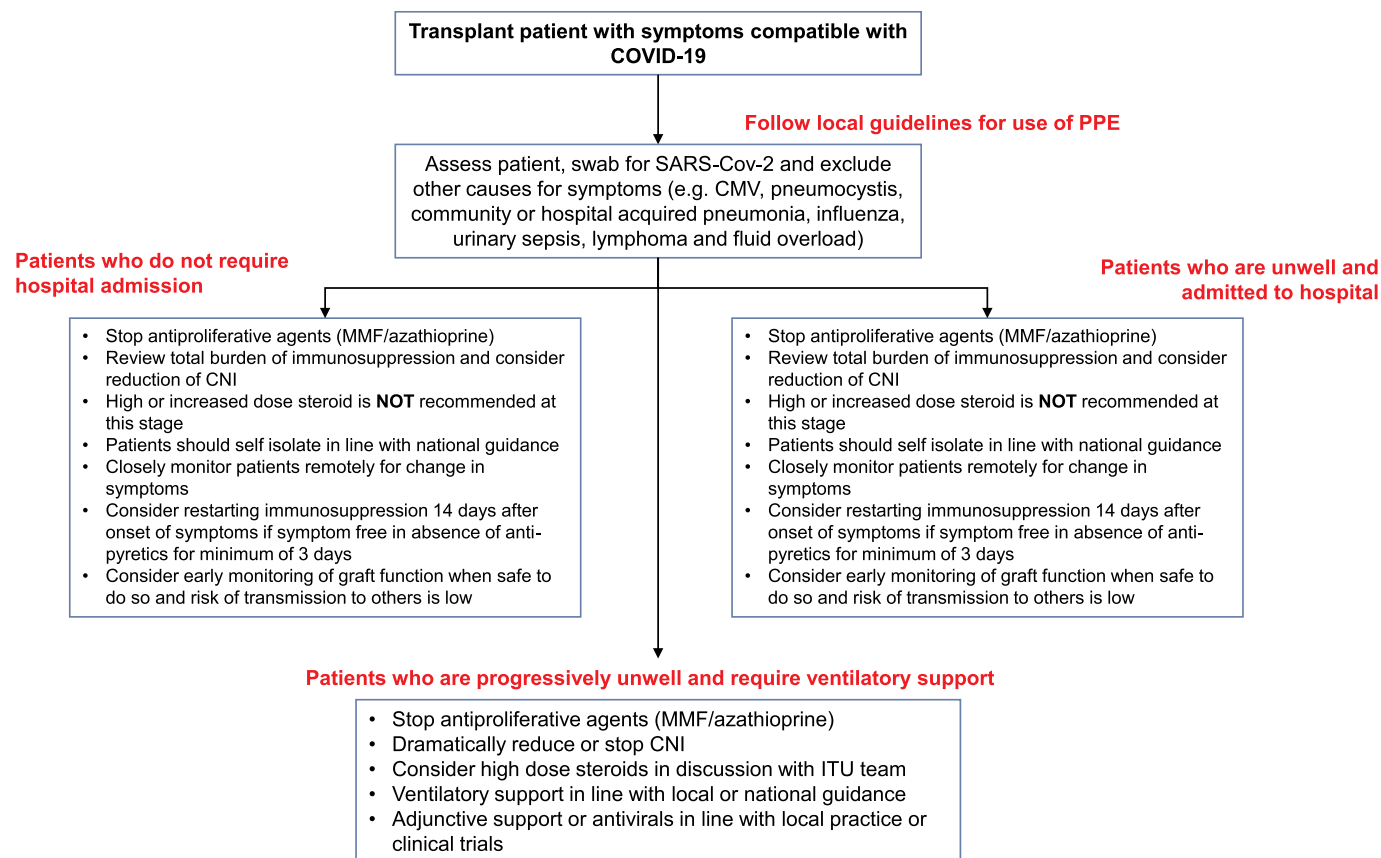 Transplant patient with symptoms compatible with
COVID-19
Follow local guidelines for use of PPE
Assess patient, swab for SARS-Cov-2 and exclude
other causes for symptoms (e.g. CMV, pneumocystis,
community or hospital acquired pneumonia, influenza,
urinary sepsis, lymphoma and fluid overload)
Patients who do not require
hospital admission
• Stop antiproliferative agents (MMF/azathioprine)
• Review total burden of immunosuppression and consider
reduction of CNI
• High or increased dose steroid is NOT recommended at
this stage
• Patients should self isolate in line with national guidance
• Closely monitor patients remotely for change in
symptoms
• Consider restarting immunosuppression 14 days after
onset of symptoms if symptom free in absence of anti-
pyretics for minimum of 3 days
• Consider early monitoring of graft function when safe to
do so and risk of transmission to others is low
Patients who are unwell and
admitted to hospital
• Stop antiproliferative agents (MMF/azathioprine)
• Review total burden of immunosuppression and consider
reduction of CNI
• High or increased dose steroid is NOT recommended at
this stage
• Patients should self isolate in line with national guidance
• Closely monitor patients remotely for change in
symptoms
• Consider restarting immunosuppression 14 days after
onset of symptoms if symptom free in absence of anti-
pyretics for minimum of 3 days
• Consider early monitoring of graft function when safe to
do so and risk of transmission to others is low
Patients who are progressively unwell and require ventilatory support
• Stop antiproliferative agents (MMF/azathioprine)
• Dramatically reduce or stop CNI
• Consider high dose steroids in discussion with ITU team
• Ventilatory support in line with local or national guidance
• Adjunctive support or antivirals in line with local practice or
clinical trials